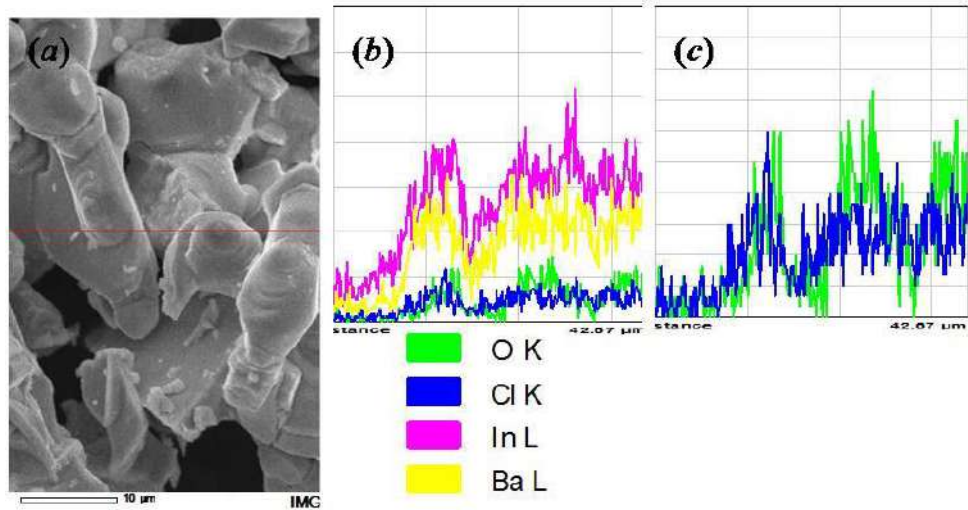 (a)
(b)
(c)
stance 42.67 μm
stance 42.67 μm
O K
Cl K
In L
Ba L
10 μm
IMG